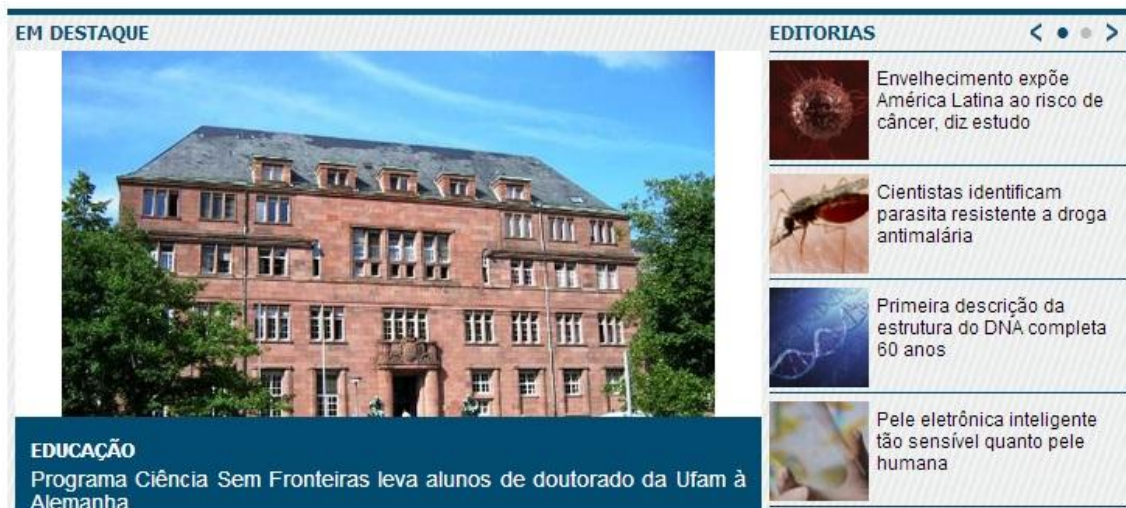 EM DESTAQUE
EDUCAÇÃO
Programa Ciência Sem Fronteiras leva alunos de doutorado da Ufam à
Alemanha
EDITORIAS
Envelhecimento expõe
América Latina ao risco de
câncer, diz estudo
Cientistas identificam
parasita resistente a droga
antimalária
Primeira descrição da
estrutura do DNA completa
60 anos
Pele eletrônica inteligente
tão sensível quanto pele
humana